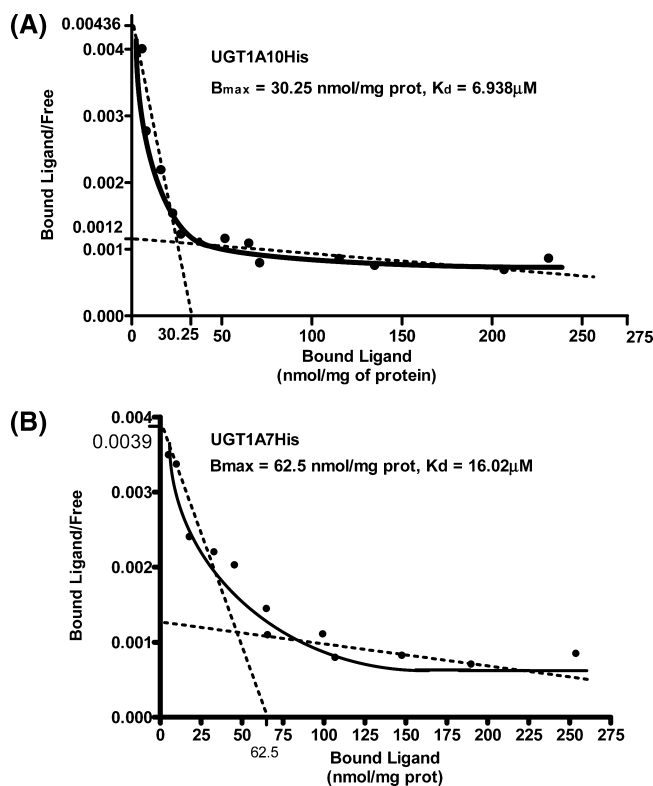 (A)
0.00436
0.004
0.003
0.002
0.0012
0.001
0.000
Bound Ligand/Free
UGT1A10His
Bmax = 30.25 nmol/mg prot, Kd = 6.938μM
0 30.25 50 100 150 200 250 275
Bound Ligand
(nmol/mg of protein)
(B)
0.004
0.0039
0.003
0.002
0.001
0.000
Bound Ligand/Free
UGT1A7His
Bmax = 62.5 nmol/mg prot, Kd = 16.02μM
0 25 50 75 100 125 150 175 200 225 250 275
62.5
Bound Ligand
(nmol/mg prot)